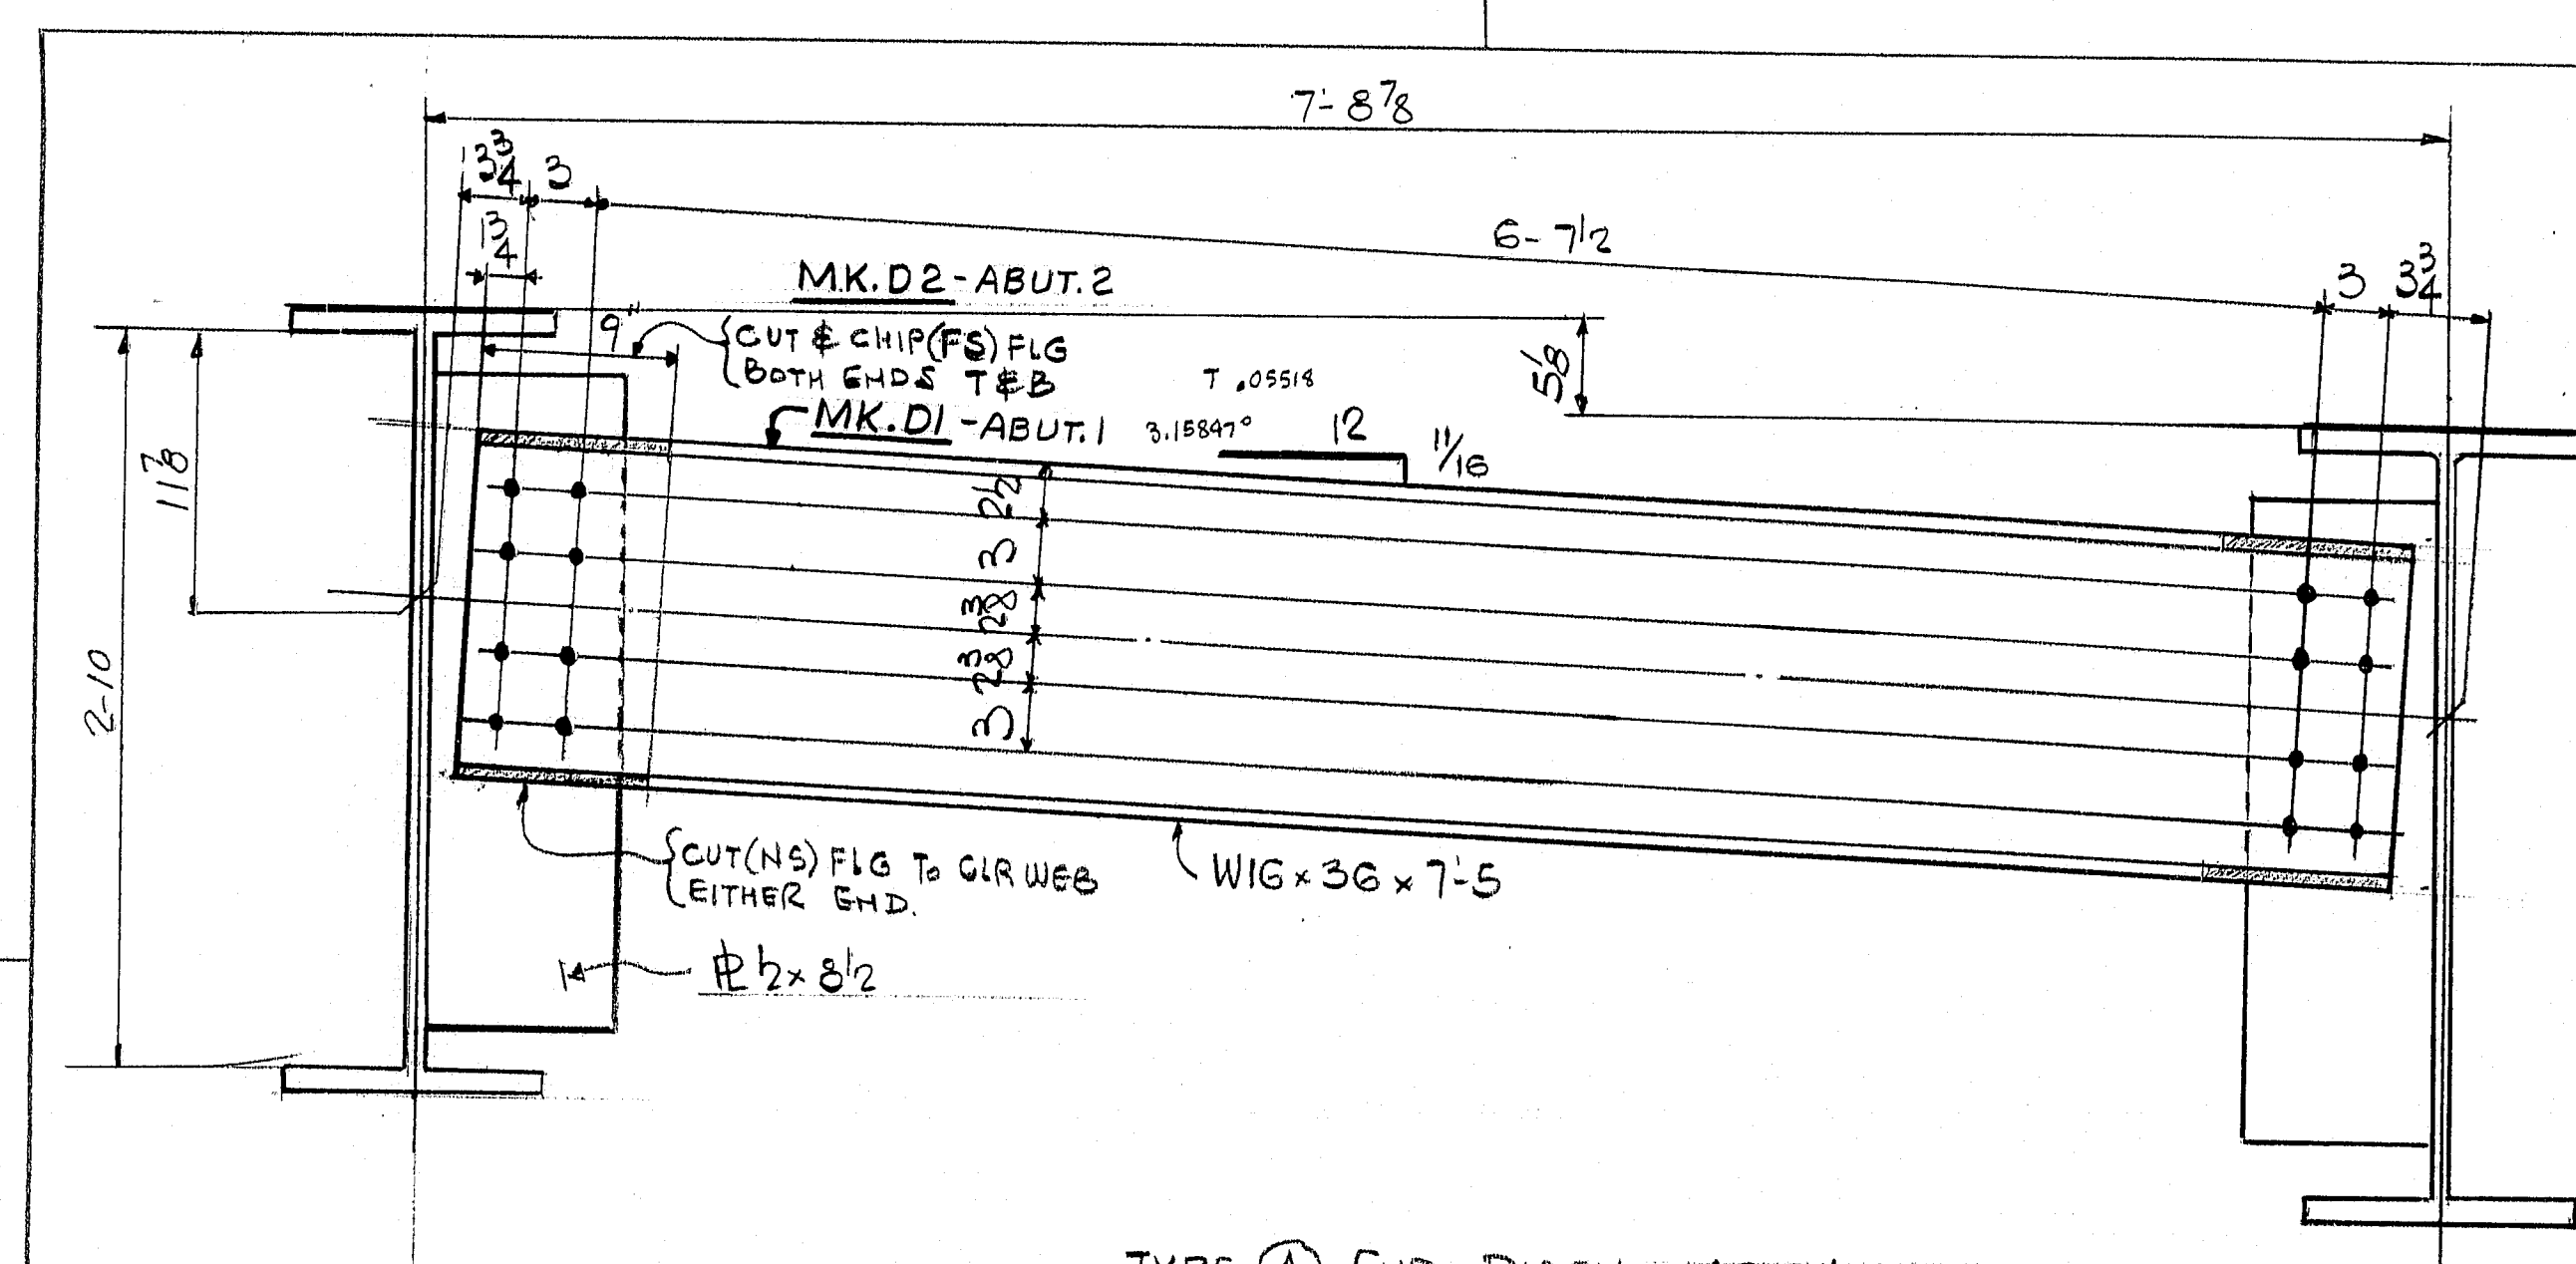 7'-8 7/8
3 3/4
3
1 3/4
6-7 1/2
3
3 3/4
MK.D2-ABUT.2
9"
CUT & CHIP(FS) FLG
BOTH ENDS T & B
5 1/8
T .05518
MK.D1-ABUT.1
3.15847°
12
11/16
11 7/8
2-10
2 1/2
3
2 3/8
2 3/8
3
CUT(NS) FLG TO CLR WEB
EITHER END.
W16 x 36 x 7'-5
PL 1/2 x 8 1/2
TYPE A END